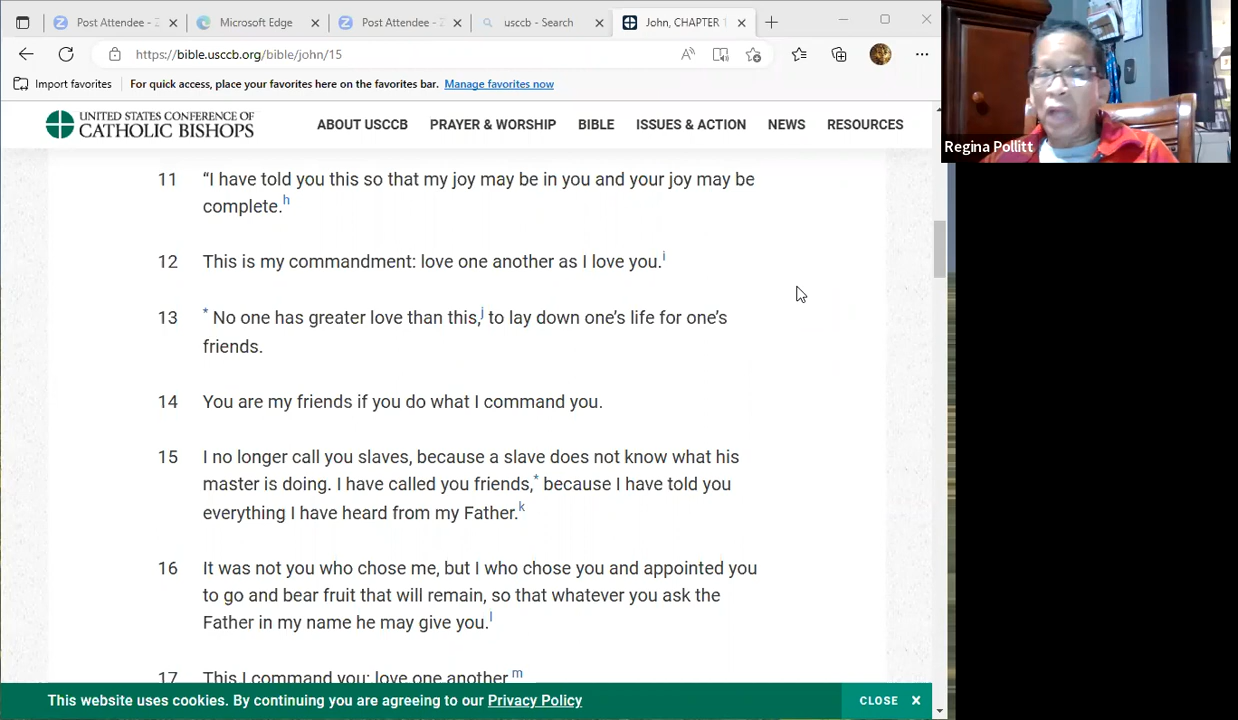 Post Attendee - Z
Microsoft Edge
Post Attendee - Z
usccb - Search
John, CHAPTER 1
https://bible.usccb.org/bible/john/15
Import favorites
For quick access, place your favorites here on the favorites bar. Manage favorites now
UNITED STATES CONFERENCE OF
CATHOLIC BISHOPS
ABOUT USCCB PRAYER & WORSHIP BIBLE ISSUES & ACTION NEWS RESOURCES
Regina Pollitt
11 “I have told you this so that my joy may be in you and your joy may be
complete.h
12 This is my commandment: love one another as I love you.i
13 * No one has greater love than this,j to lay down one’s life for one’s
friends.
14 You are my friends if you do what I command you.
15 I no longer call you slaves, because a slave does not know what his
master is doing. I have called you friends,* because I have told you
everything I have heard from my Father.k
16 It was not you who chose me, but I who chose you and appointed you
to go and bear fruit that will remain, so that whatever you ask the
Father in my name he may give you.l
17 This I command you: love one another.m
This website uses cookies. By continuing you are agreeing to our Privacy Policy
CLOSE ×